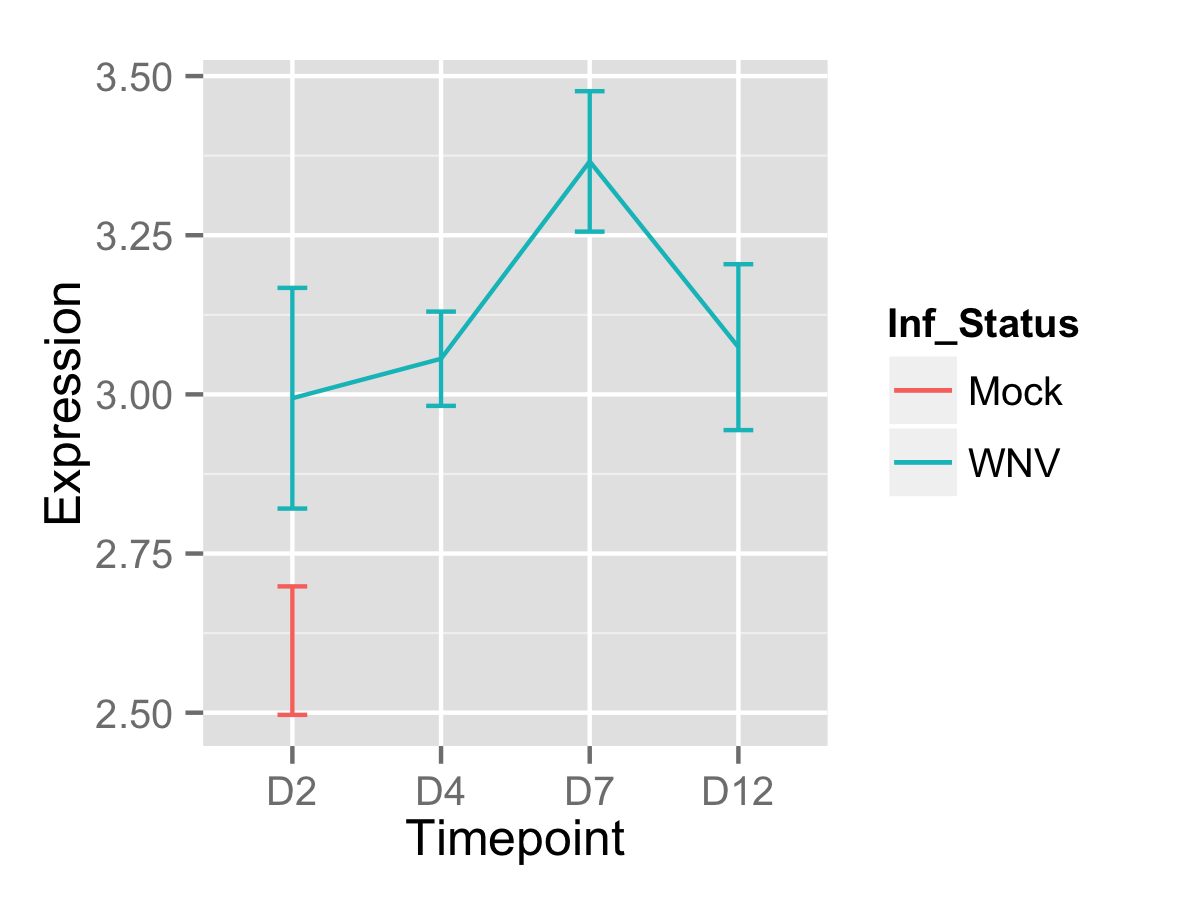 3.50
3.25
3.00
2.75
2.50
Expression
D2 D4 D7 D12
Timepoint
Inf_Status
Mock
WNV